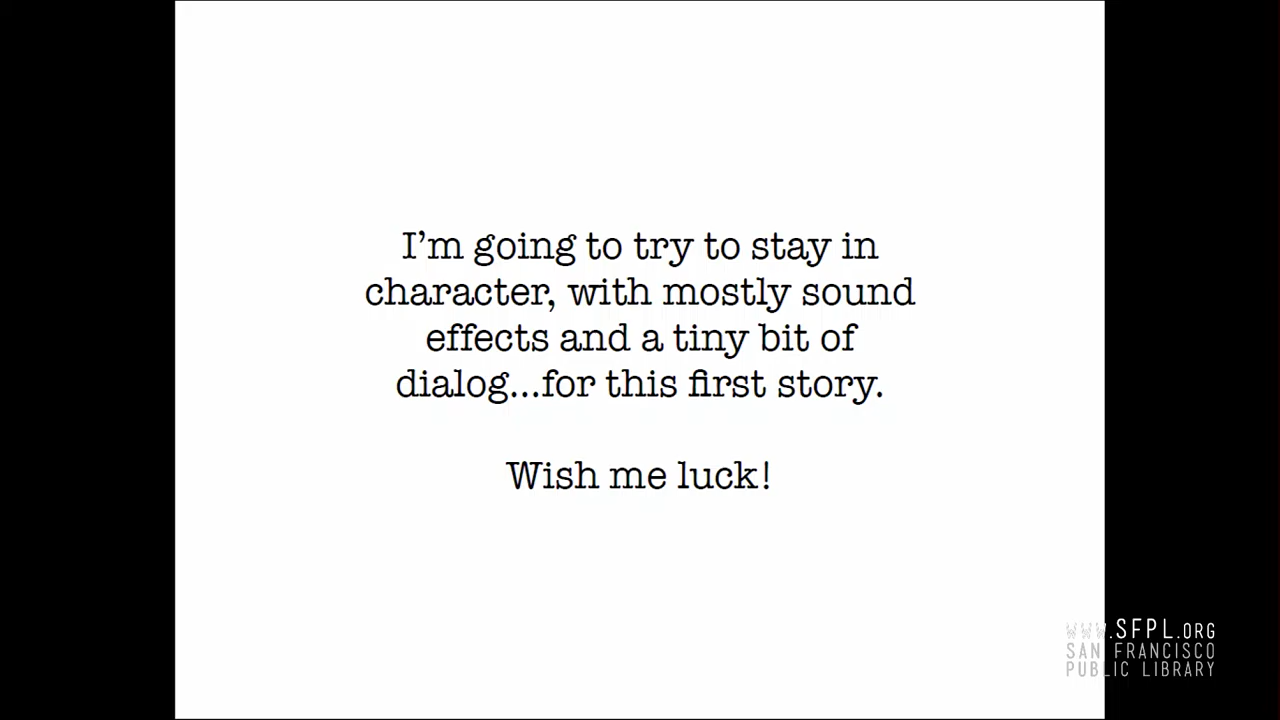 I'm going to try to stay in
character, with mostly sound
effects and a tiny bit of
dialog...for this first story.
Wish me luck!
WWW.SFPL.ORG
SAN FRANCISCO
PUBLIC LIBRARY